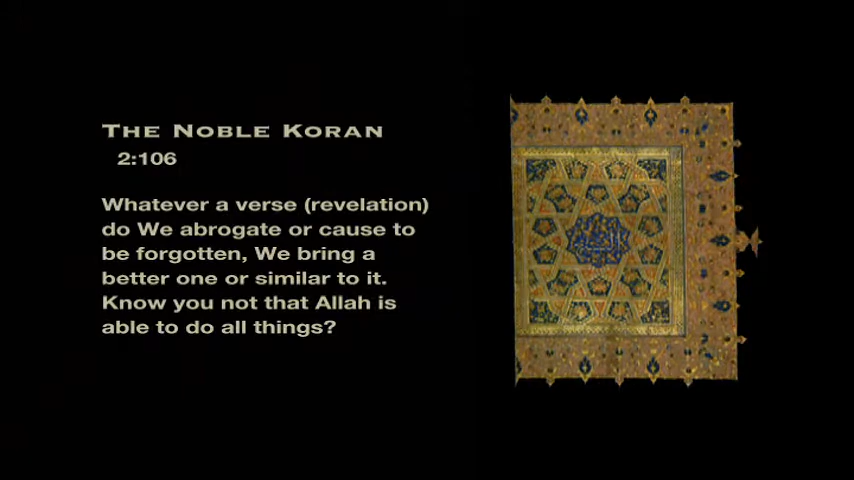 The Noble Koran
2:106
Whatever a verse (revelation)
do We abrogate or cause to
be forgotten, We bring a
better one or similar to it.
Know you not that Allah is
able to do all things?